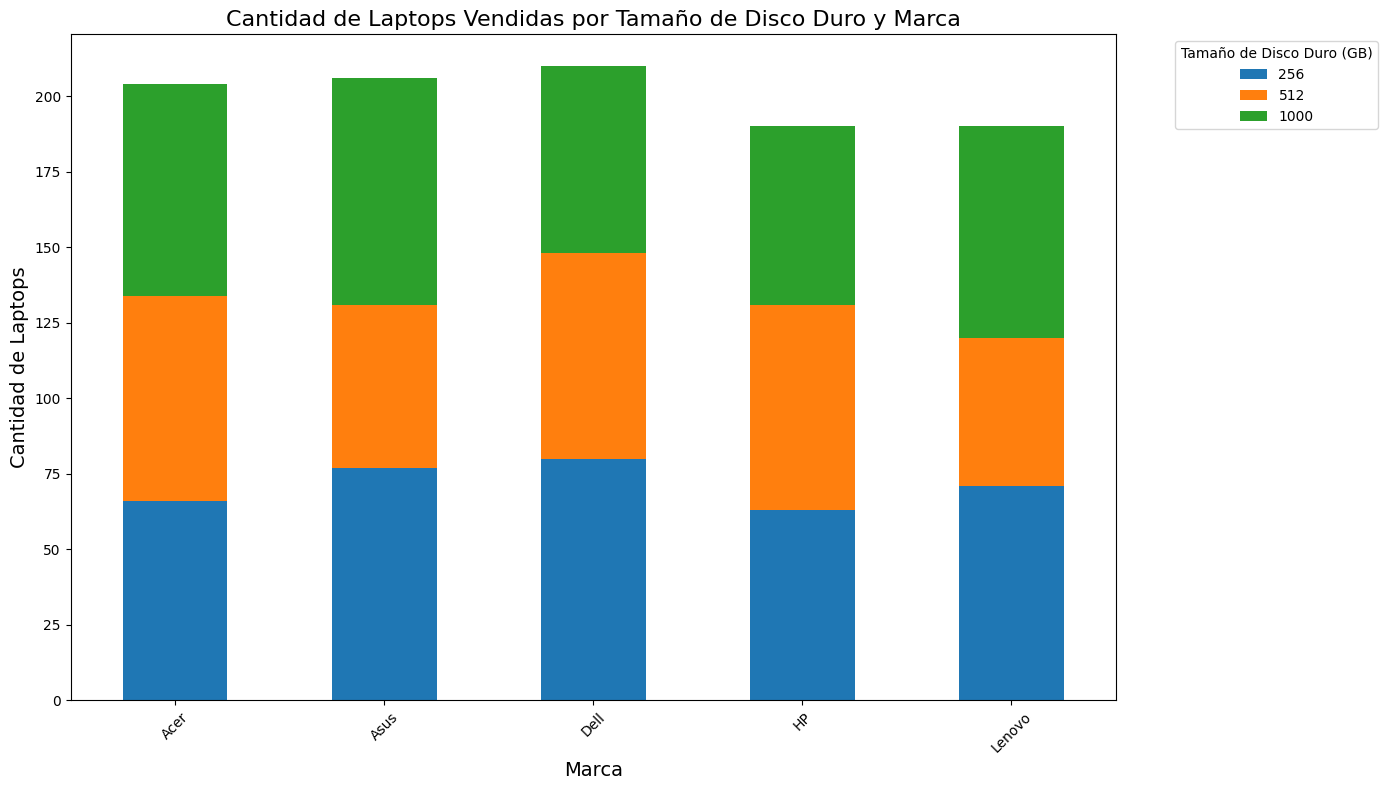 Cantidad de Laptops Vendidas por Tamaño de Disco Duro y Marca
Tamaño de Disco Duro (GB)
256
512
1000
Cantidad de Laptops
200
175
150
125
100
75
50
25
0
Acer
Asus
Dell
HP
Lenovo
Marca